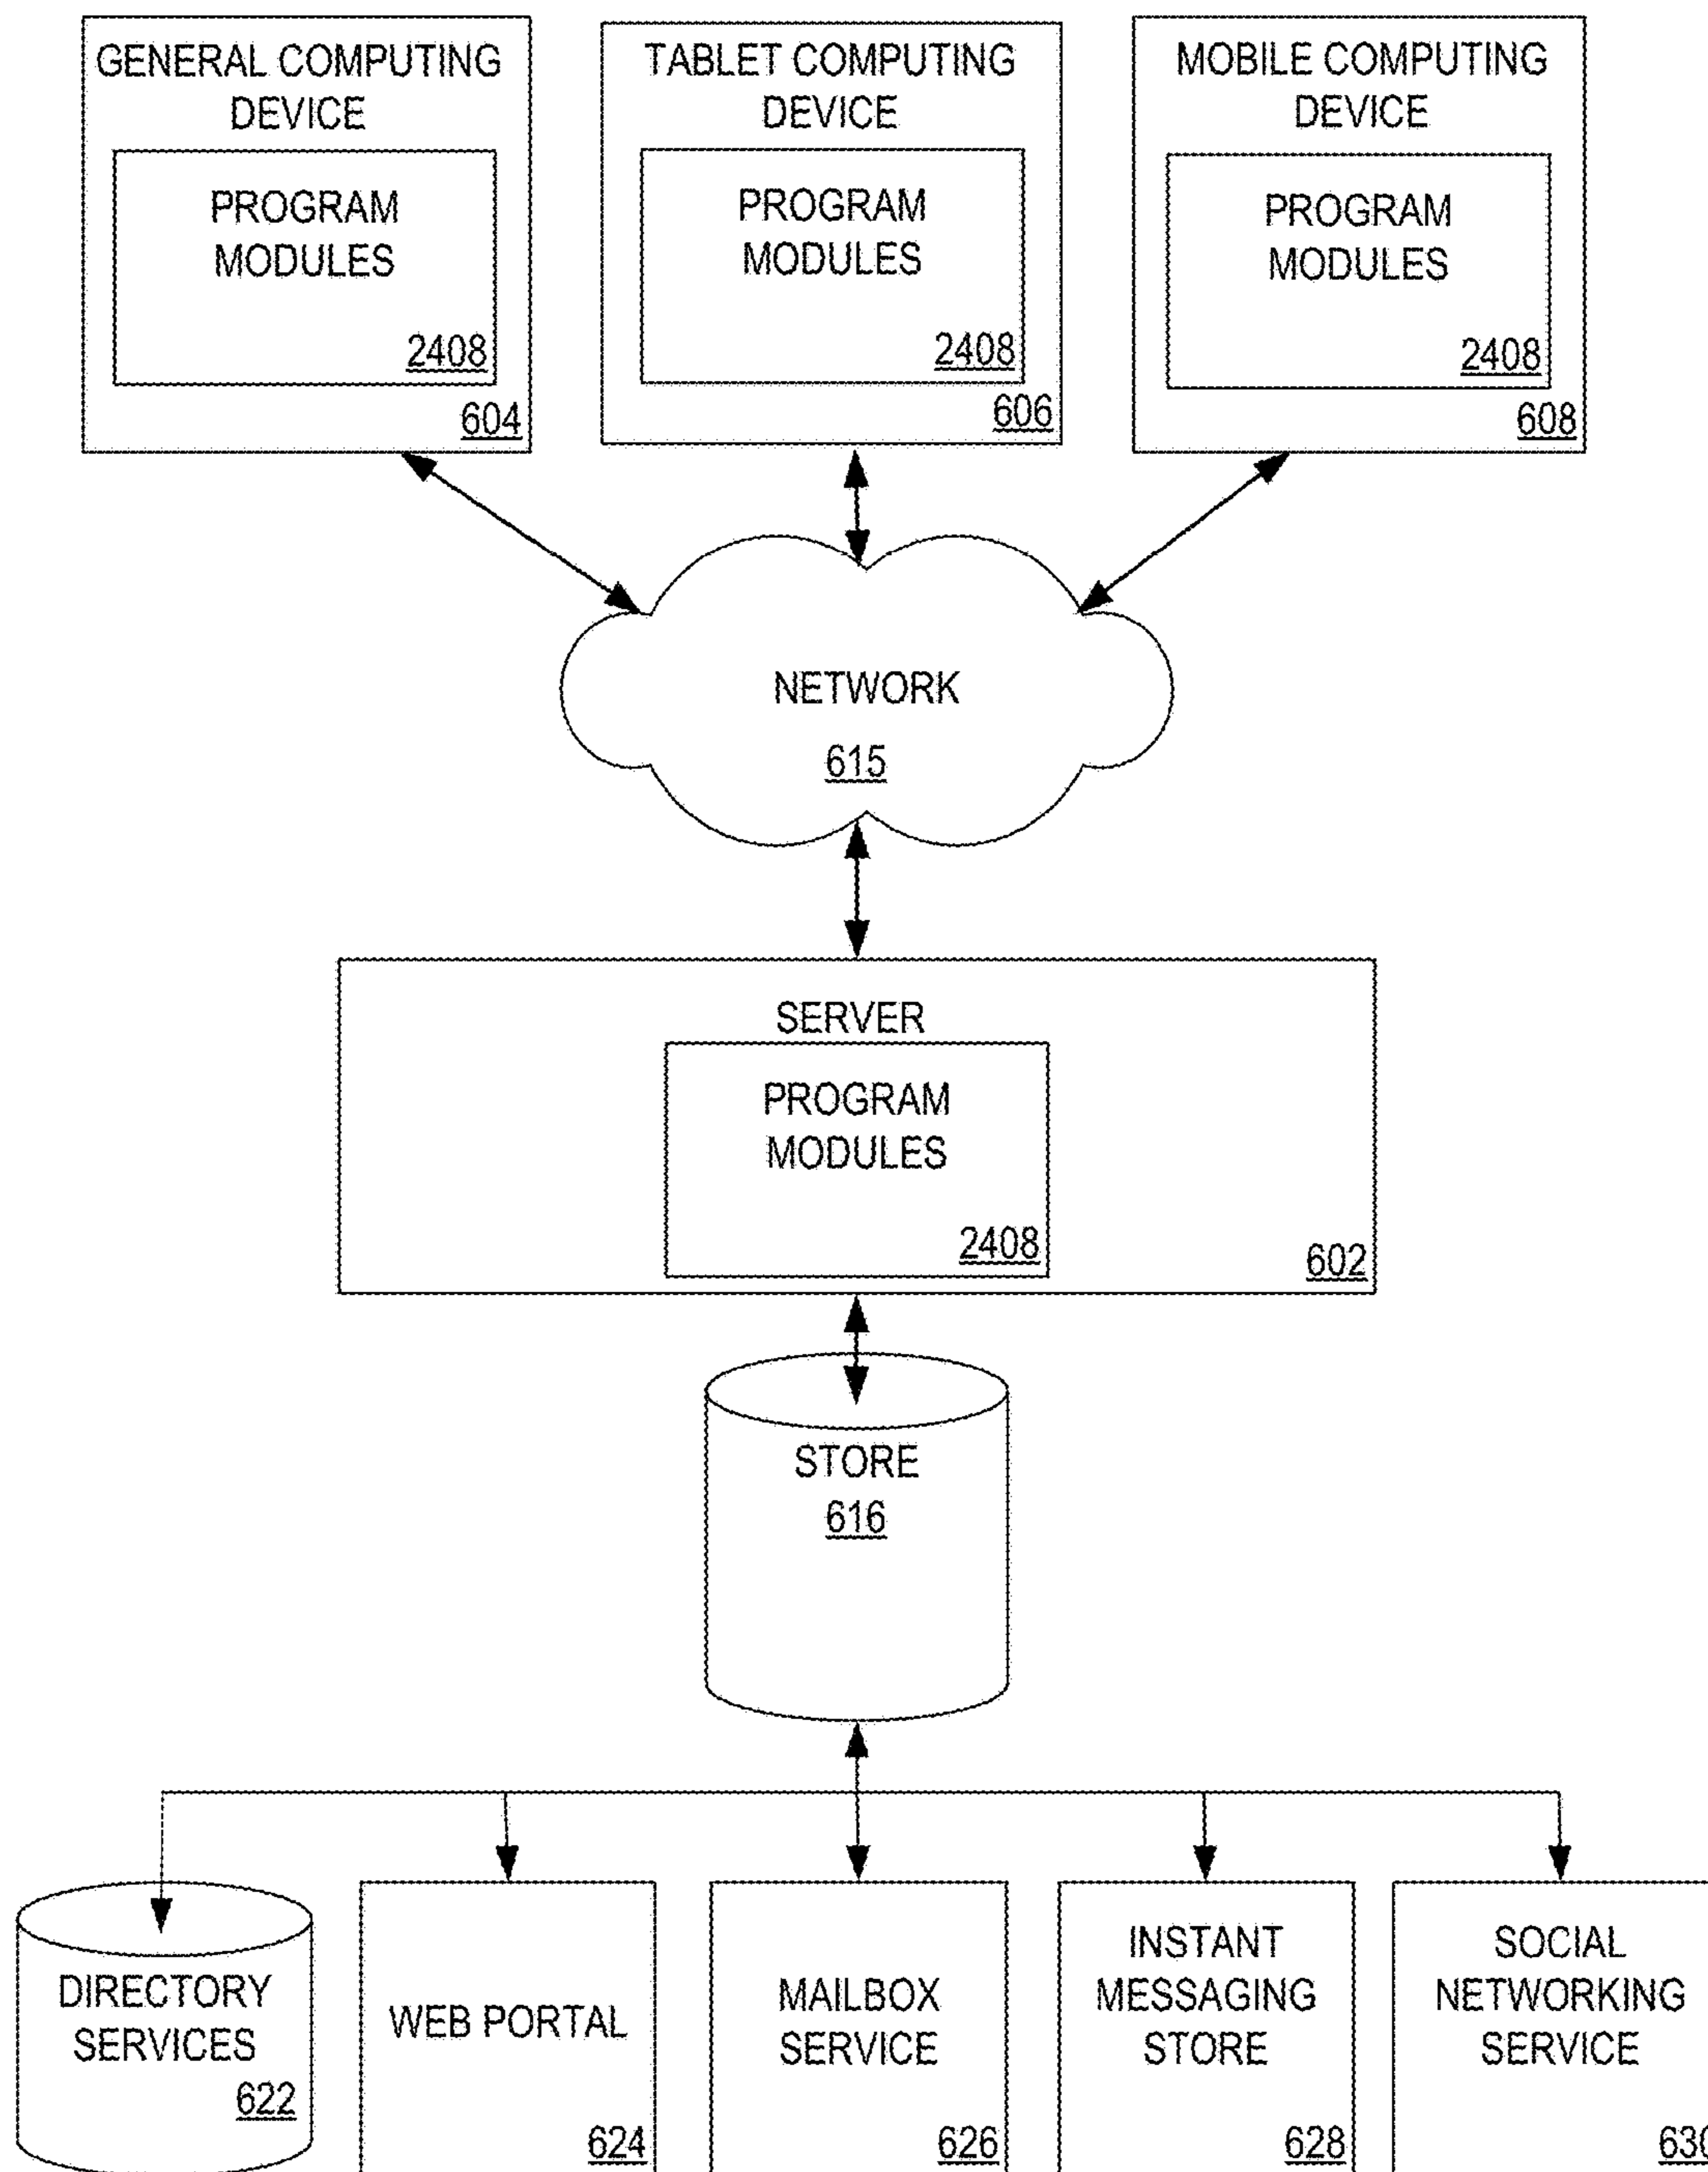 GENERAL COMPUTING
DEVICE
PROGRAM
MODULES
2408
604
TABLET COMPUTING
DEVICE
PROGRAM
MODULES
2408
606
MOBILE COMPUTING
DEVICE
PROGRAM
MODULES
2408
608
NETWORK
615
SERVER
PROGRAM
MODULES
2408
602
STORE
616
DIRECTORY
SERVICES
622
WEB PORTAL
624
MAILBOX
SERVICE
626
INSTANT
MESSAGING
STORE
628
SOCIAL
NETWORKING
SERVICE
630